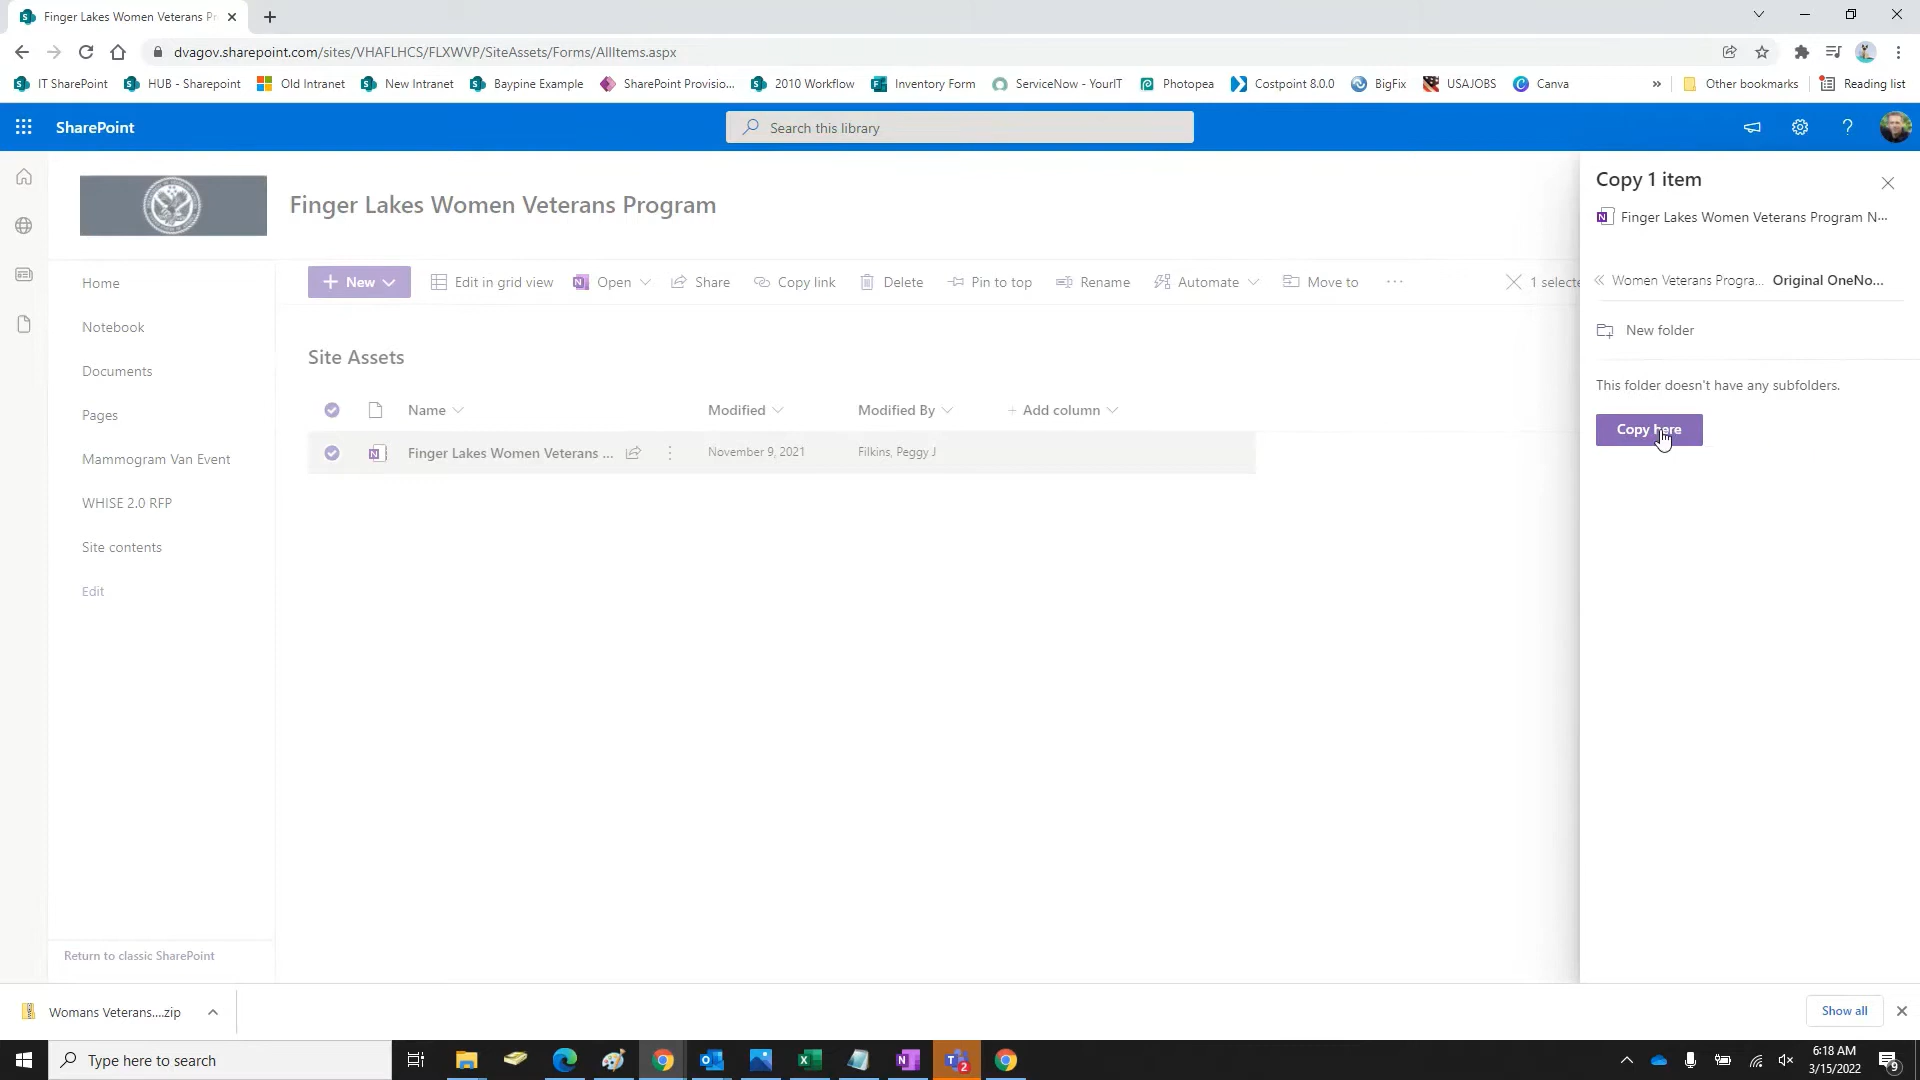 Finger Lakes Women Veterans Pr
dvagov.sharepoint.com/sites/VHAFLHCS/FLXWVP/SiteAssets/Forms/AllItems.aspx
IT SharePoint HUB - Sharepoint Old Intranet New Intranet Baypine Example SharePoint Provisio... 2010 Workflow Inventory Form ServiceNow - YourIT Photopea Costpoint 8.0.0 BigFix USAJOBS Canva » Other bookmarks Reading list
SharePoint
Search this library
Finger Lakes Women Veterans Program
Home
Notebook
Documents
Pages
Mammogram Van Event
WHISE 2.0 RFP
Site contents
Edit
Return to classic SharePoint
New Edit in grid view Open Share Copy link Delete Pin to top Rename Automate Move to ... 1 selecte
Site Assets
Name Modified Modified By + Add column
Finger Lakes Women Veterans ... November 9, 2021 Filkins, Peggy J
Copy 1 item
Finger Lakes Women Veterans Program N...
Women Veterans Progra... Original OneNo...
New folder
This folder doesn't have any subfolders.
Copy here
Womans Veterans....zip
Show all
Type here to search
2
6:18 AM
3/15/2022
9